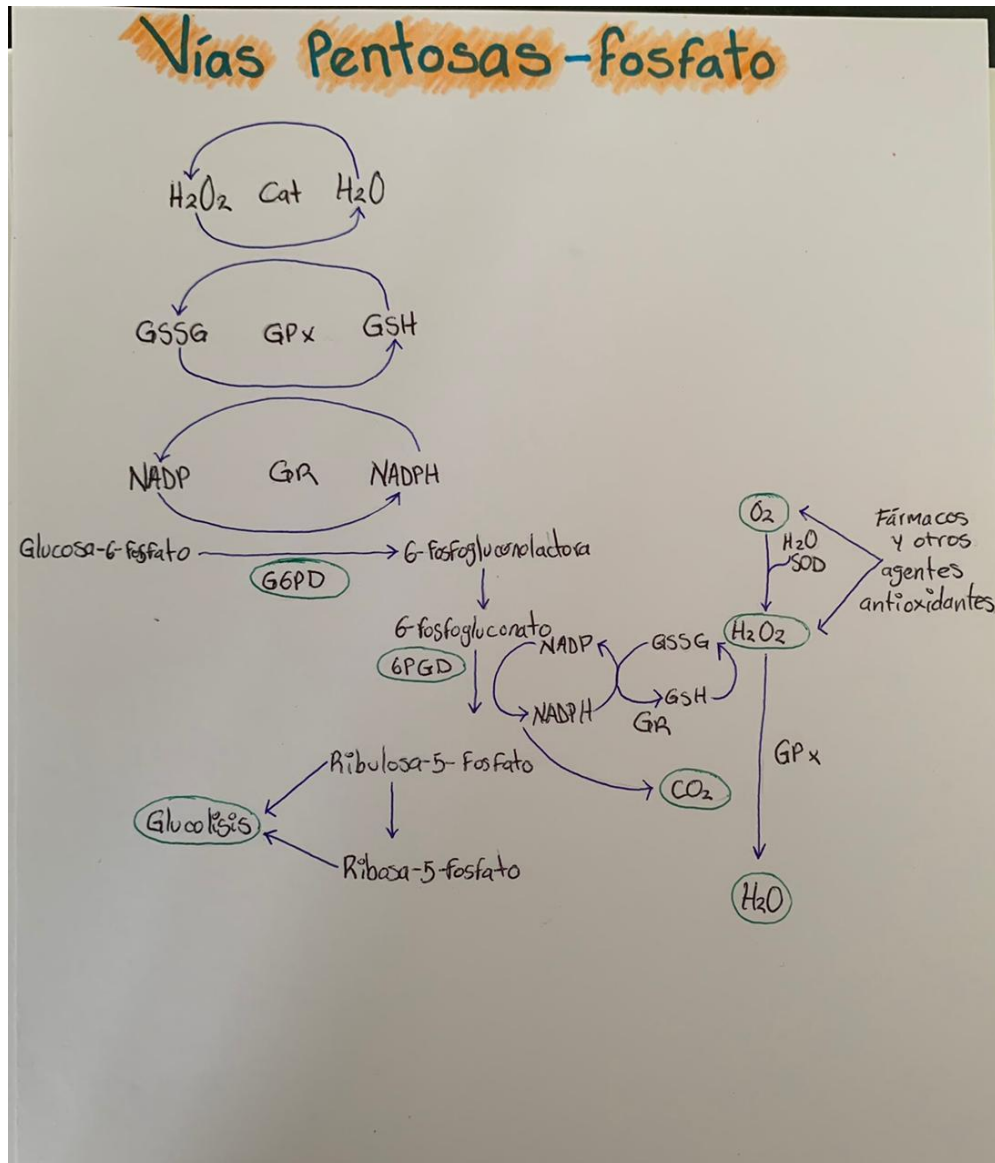 Vías Pentosas-fosfato
H2O2 Cat H2O
GSSG GPx GSH
NADP GR NADPH
Glucosa-6-fosfato
6-fosfogluconolactora
G6PD
O2
H2O
SOD
Fármacos
y otros
agentes
antioxidantes
6-fosfogluconato
6PGD
NADP
GSSG
H2O2
NADPH
GSH
GR
GPx
Ribulosa-5-Fosfato
CO2
Glucolisis
Ribosa-5-fosfato
H2O